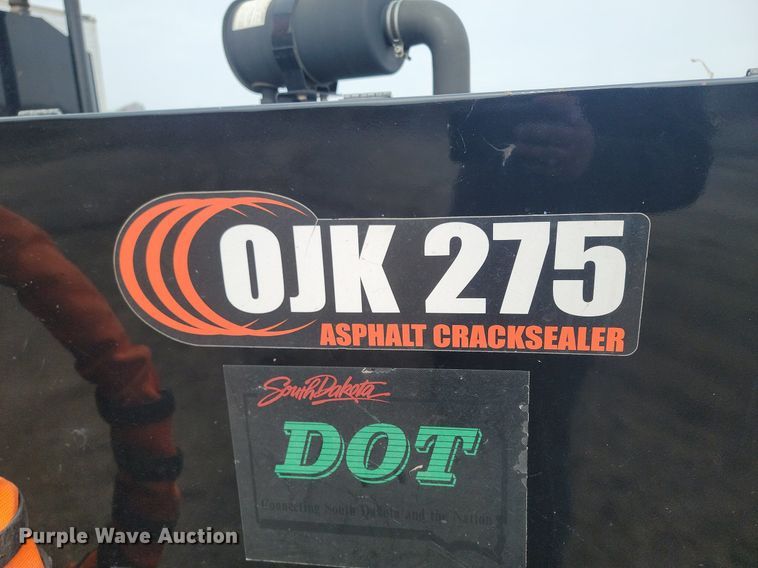 OJK 275
ASPHALT CRACKSEALER
South Dakota
DOT
Connecting South Dakota and the Nation
Purple Wave Auction